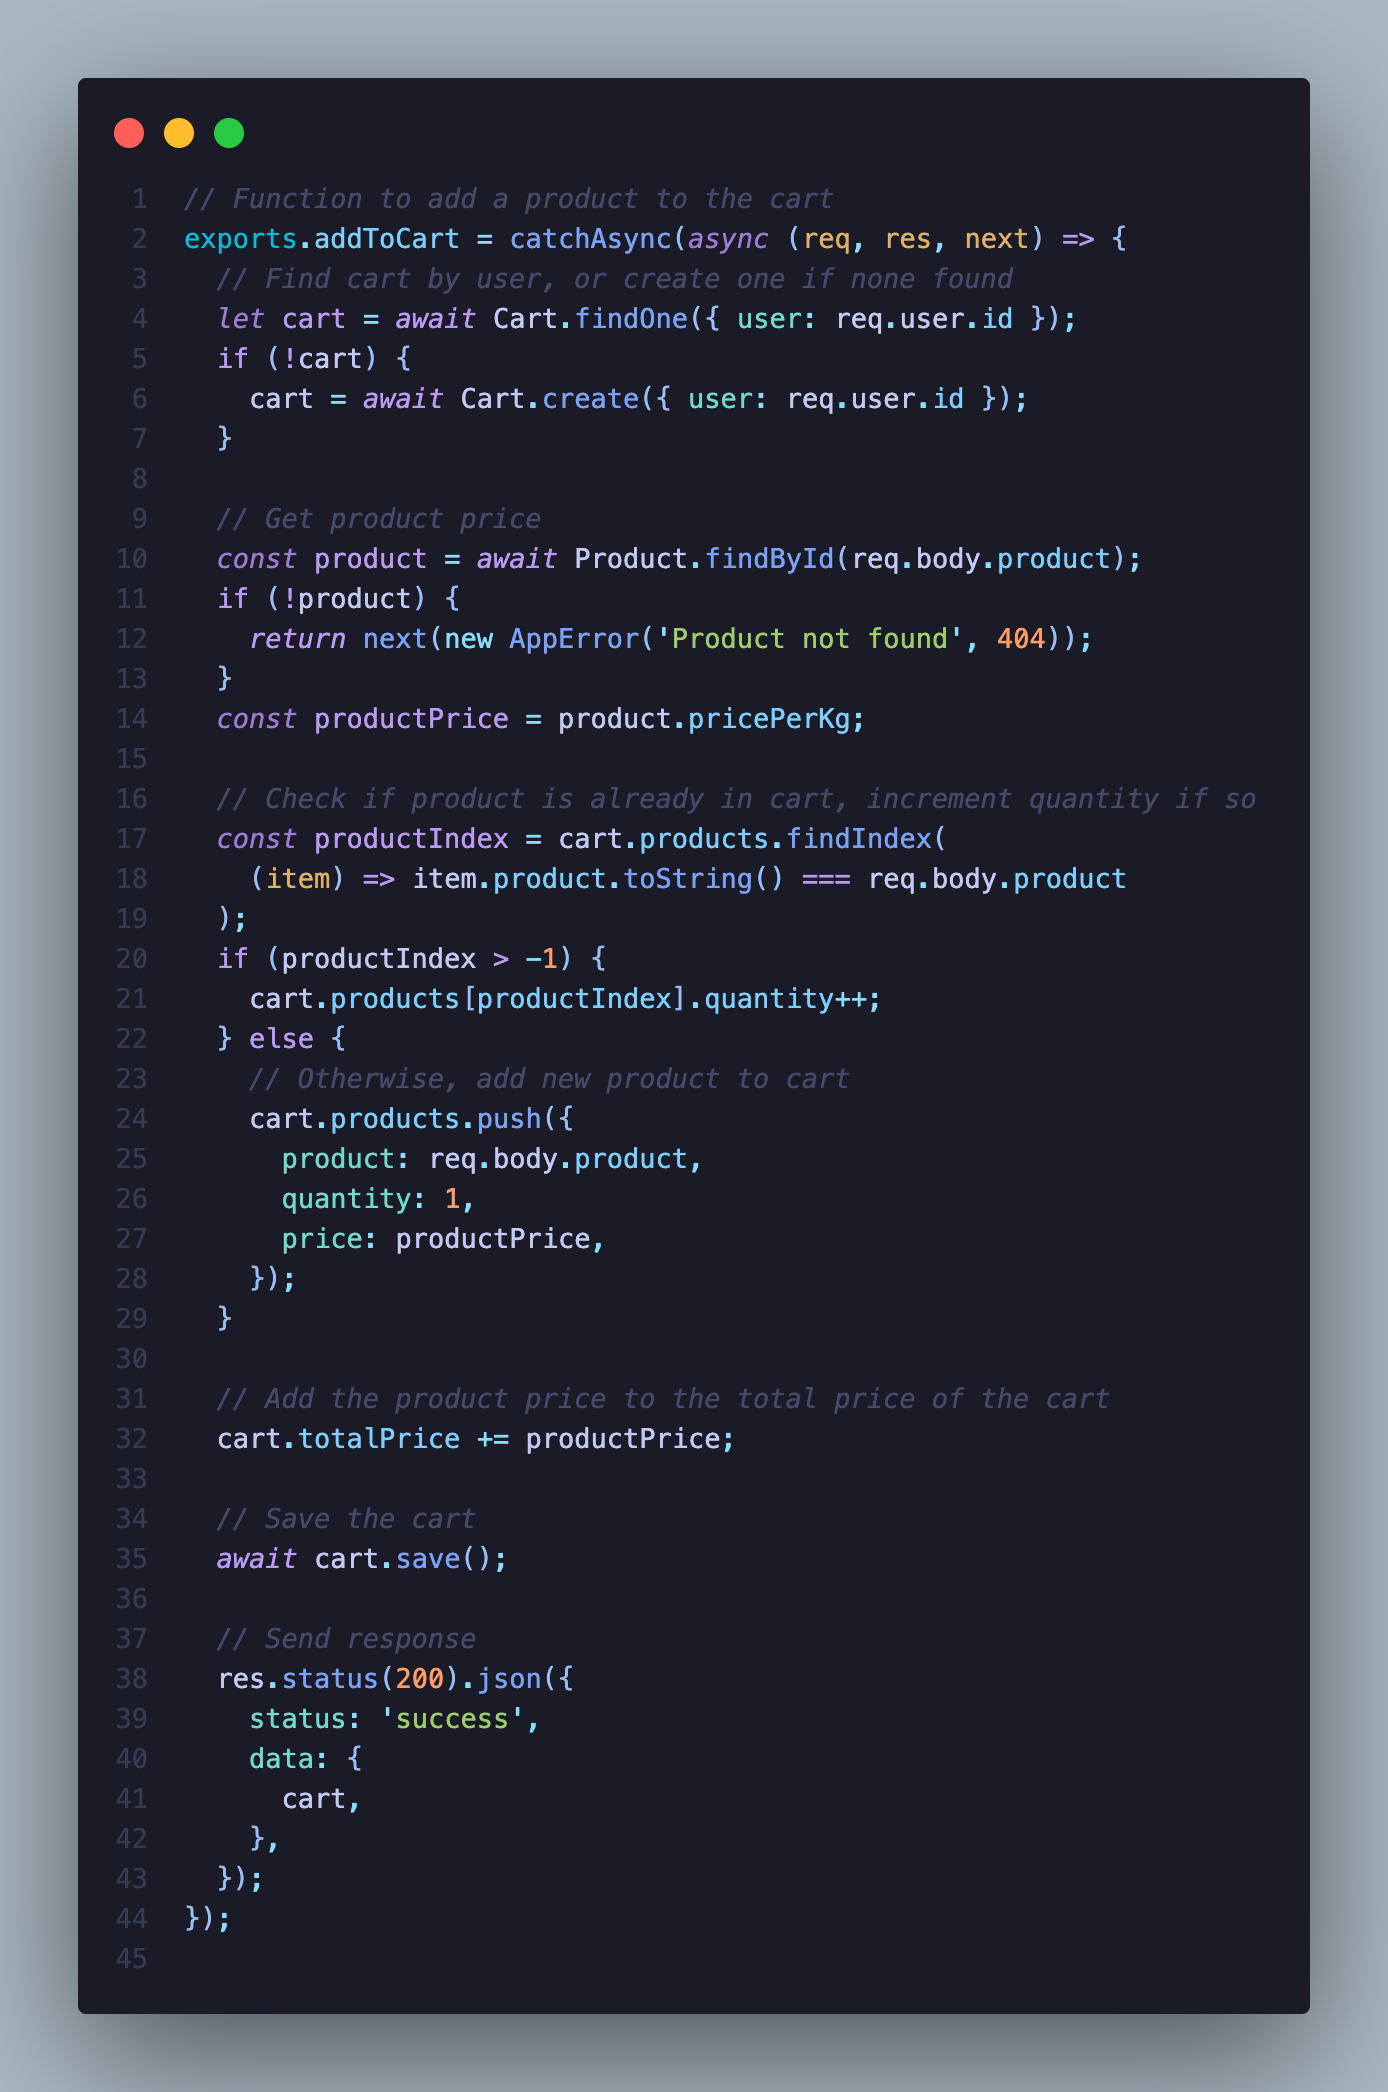 1 // Function to add a product to the cart
2 exports.addToCart = catchAsync(async (req, res, next) => {
3   // Find cart by user, or create one if none found
4   let cart = await Cart.findOne({ user: req.user.id });
5   if (!cart) {
6     cart = await Cart.create({ user: req.user.id });
7   }
8
9   // Get product price
10   const product = await Product.findById(req.body.product);
11   if (!product) {
12     return next(new AppError('Product not found', 404));
13   }
14   const productPrice = product.pricePerKg;
15
16   // Check if product is already in cart, increment quantity if so
17   const productIndex = cart.products.findIndex(
18     (item) => item.product.toString() === req.body.product
19   );
20   if (productIndex > -1) {
21     cart.products[productIndex].quantity++;
22   } else {
23     // Otherwise, add new product to cart
24     cart.products.push({
25       product: req.body.product,
26       quantity: 1,
27       price: productPrice,
28     });
29   }
30
31   // Add the product price to the total price of the cart
32   cart.totalPrice += productPrice;
33
34   // Save the cart
35   await cart.save();
36
37   // Send response
38   res.status(200).json({
39     status: 'success',
40     data: {
41       cart,
42     },
43   });
44 });
45